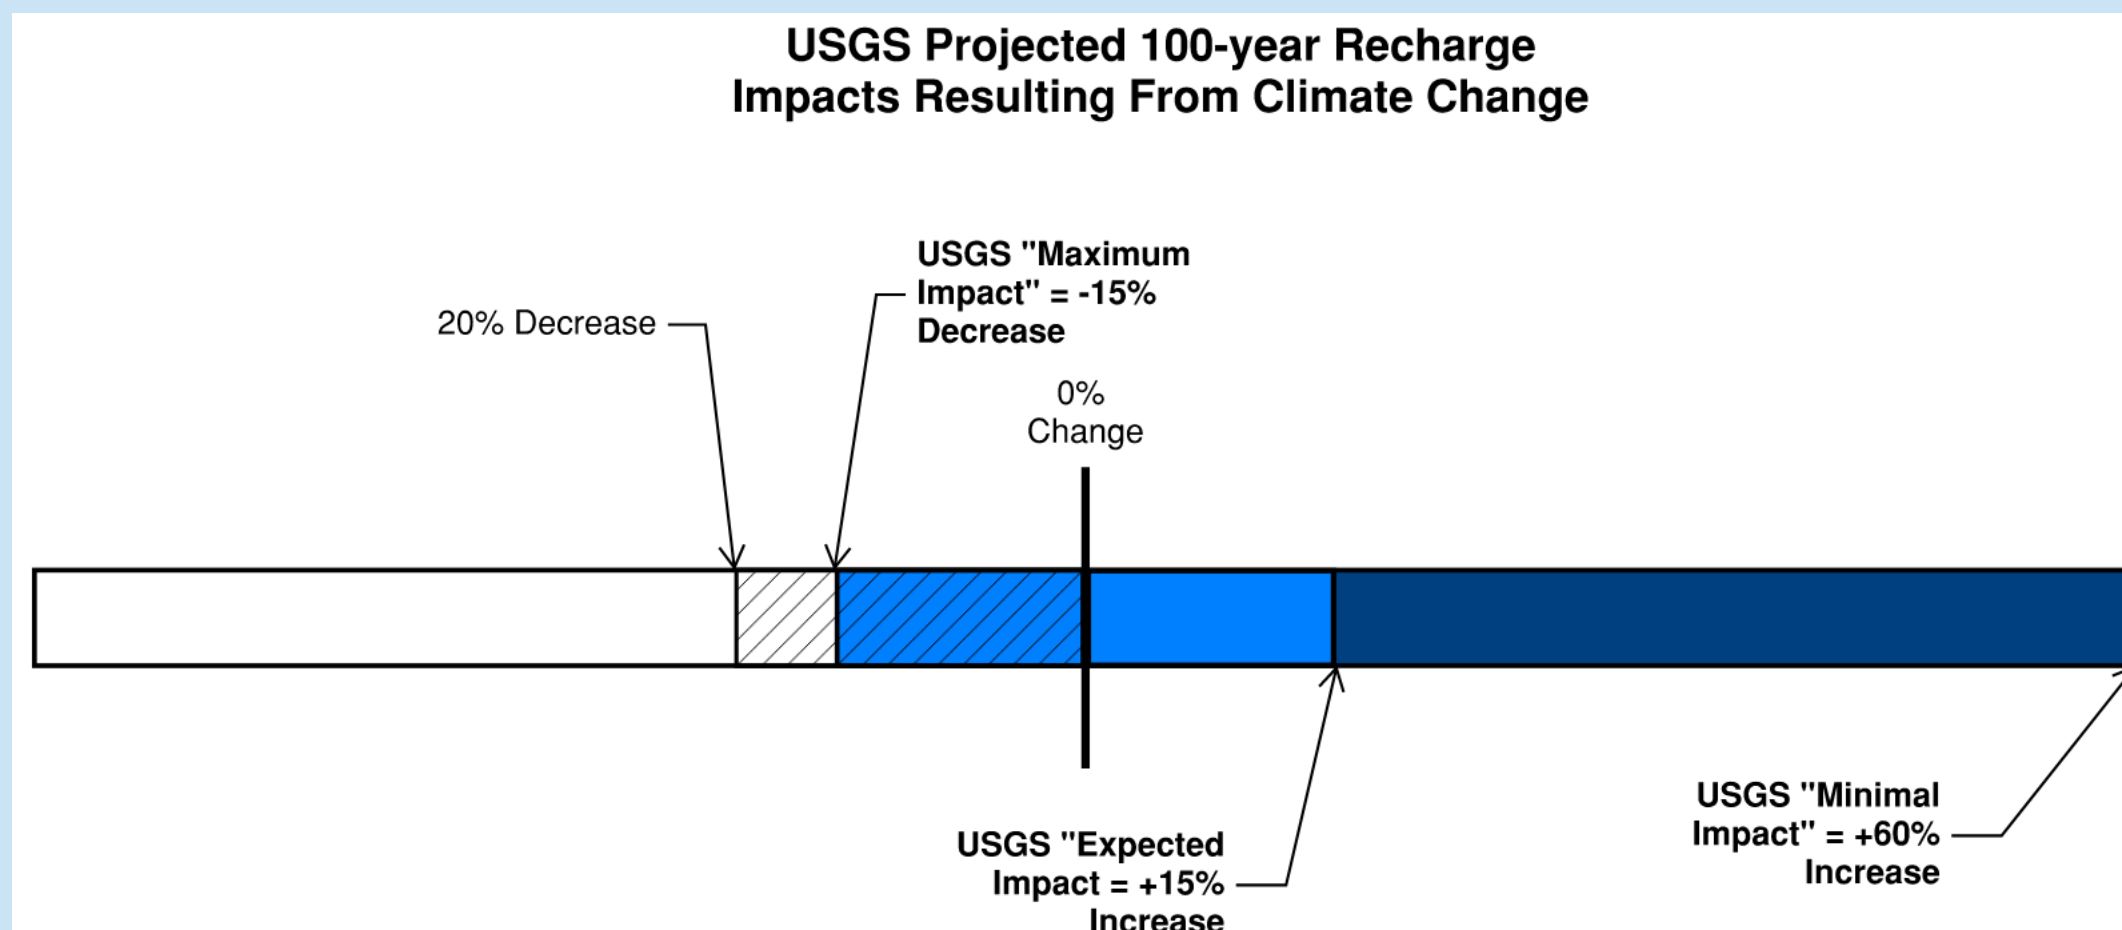 USGS Projected 100-year Recharge
Impacts Resulting From Climate Change
USGS "Maximum
Impact" = -15%
Decrease
20% Decrease
0%
Change
USGS "Minimal
Impact" = +60%
Increase
USGS "Expected
Impact = +15%
Increase